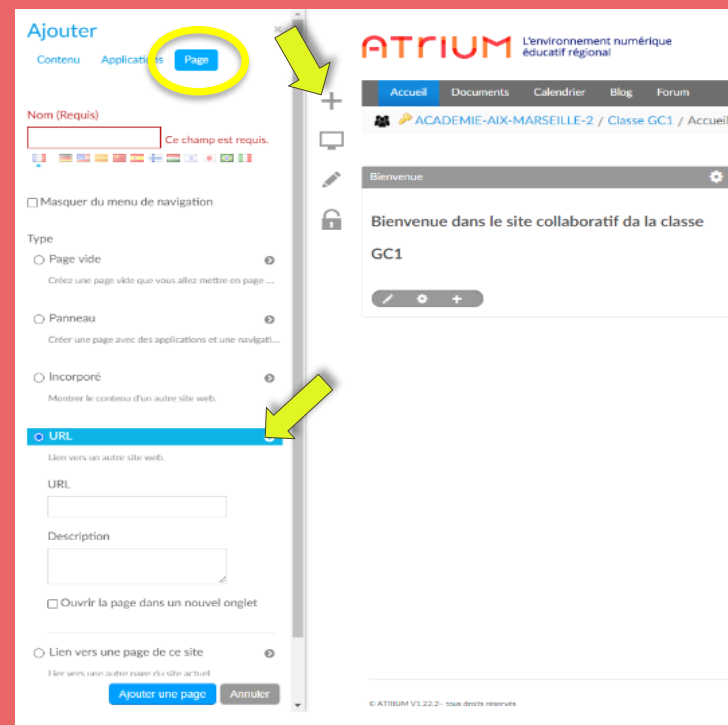 Ajouter
Contenu Applications Page
Nom (Requis)
Ce champ est requis.
Masquer du menu de navigation
Type
Page vide
Créez une page vide que vous allez mettre en page ....
Panneau
Créer une page avec des applications et une navigati...
Incorporé
Montrer le contenu d'un autre site web.
URL
Lien vers un autre site web.
URL
Description
Ouvrir la page dans un nouvel onglet
Lien vers une page de ce site
Lier vers une autre page du site actuel
Ajouter une page Annuler
ATrIUM
L'environnement numérique
éducatif régional
Accueil Documents Calendrier Blog Forum
ACADEMIE-AIX-MARSEILLE-2 / Classe GC1 / Accueil
Bienvenue
Bienvenue dans le site collaboratif da la classe
GC1
© ATRIUM V1.22.2- tous droits réservés